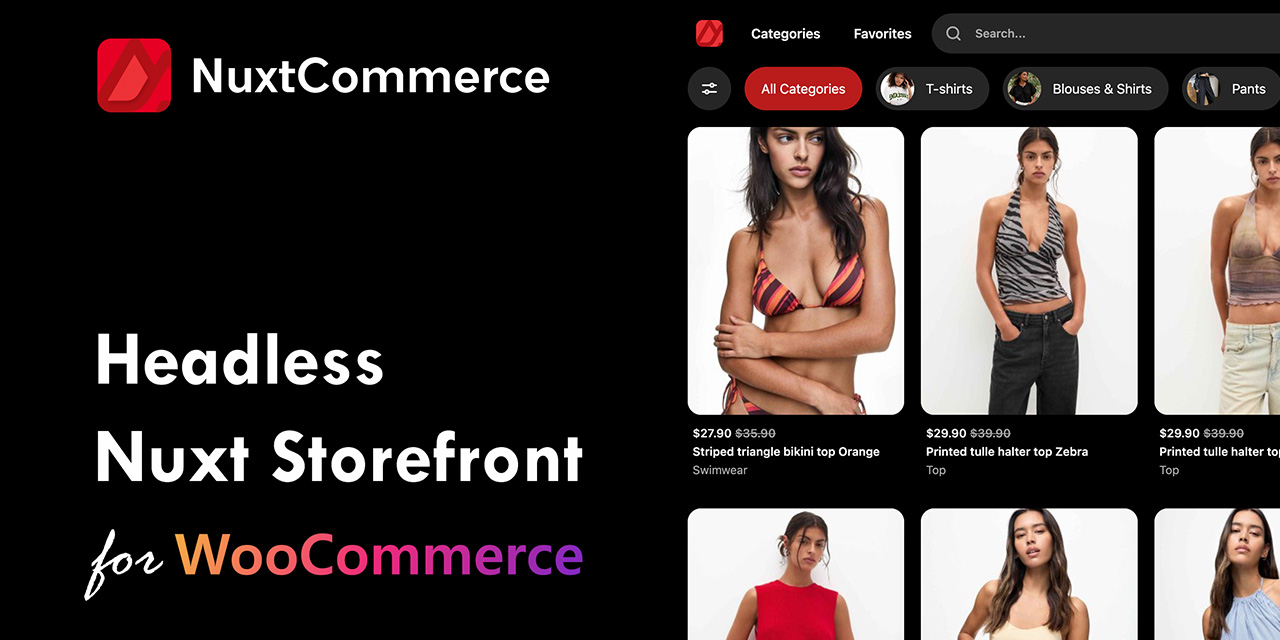 NuxtCommerce
Headless
Nuxt Storefront
for WooCommerce
Categories
Favorites
Search...
All Categories
T-shirts
Blouses & Shirts
Pants
$27.90 $35.90
Striped triangle bikini top Orange
Swimwear
$29.90 $39.90
Printed tulle halter top Zebra
Top
$29.90 $39.90
Printed tulle halter to
Top